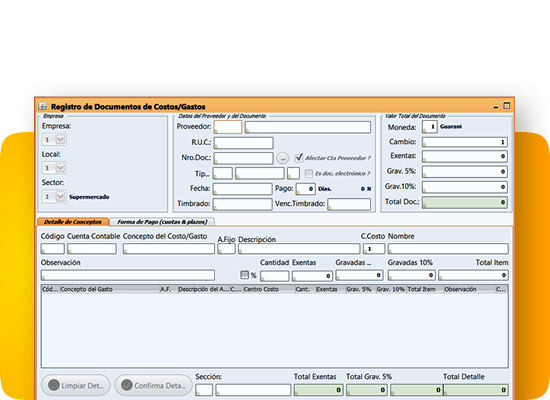 Registro de Documentos de Costos/Gastos
Empresa
Empresa:
1
Local:
1
Sector:
1 Supermercado
Datos del Proveedor y del Documento
Proveedor:
R.U.C.:
Nro.Doc.: ... Afectar Cta Proveedor ?
Tip... Es doc. electrónico ?
Fecha: Pago: 0 Días. 0 N
Timbrado: Venc.Timbrado:
Valor Total del Documento
Moneda: 1 Guarani
Cambio: 1
Exentas: 0
Grav. 5%: 0
Grav.10%: 0
Total Doc.: 0
Detalle de Conceptos Forma de Pago (cuotas & plazos)
Código Cuenta Contable Concepto del Costo/Gasto A.Fijo Descripción C.Costo Nombre
1
Observación % Cantidad Exentas Gravadas .. Gravadas 10% Total Item
0 0 0 0
Cód... Concepto del Gasto A.F. Descripción del A... C.... Centro Costo Cant. Exentas Grav. 5% Grav. 10% Total Item Observación C...
Limpiar Det... Confirma Deta... Sección: Total Exentas Total Grav. 5% Total Detalle
0 0 0 0